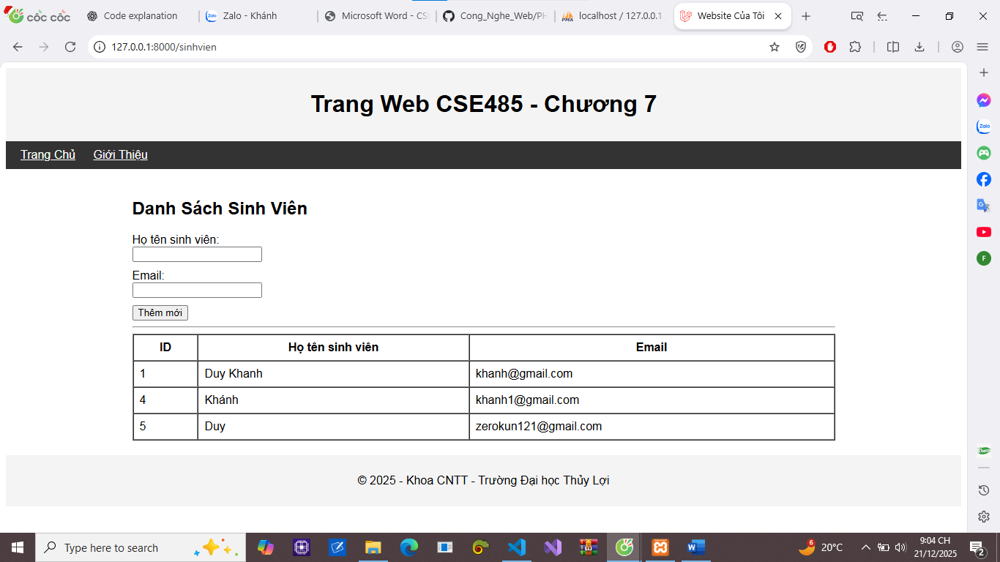 cốc cốc
Code explanation
Zalo - Khánh
Microsoft Word - CS
Cong_Nghe_Web/PH
localhost / 127.0.0.1
Website Của Tôi
127.0.0.1:8000/sinhvien
Trang Web CSE485 - Chương 7
Trang Chủ Giới Thiệu
Danh Sách Sinh Viên
Họ tên sinh viên:
Email:
Thêm mới
ID Họ tên sinh viên Email
1 Duy Khanh khanh@gmail.com
4 Khánh khanh1@gmail.com
5 Duy zerokun121@gmail.com
© 2025 - Khoa CNTT - Trường Đại học Thủy Lợi
Zalo
F
Type here to search
6
20°C
9:04 CH
21/12/2025
2